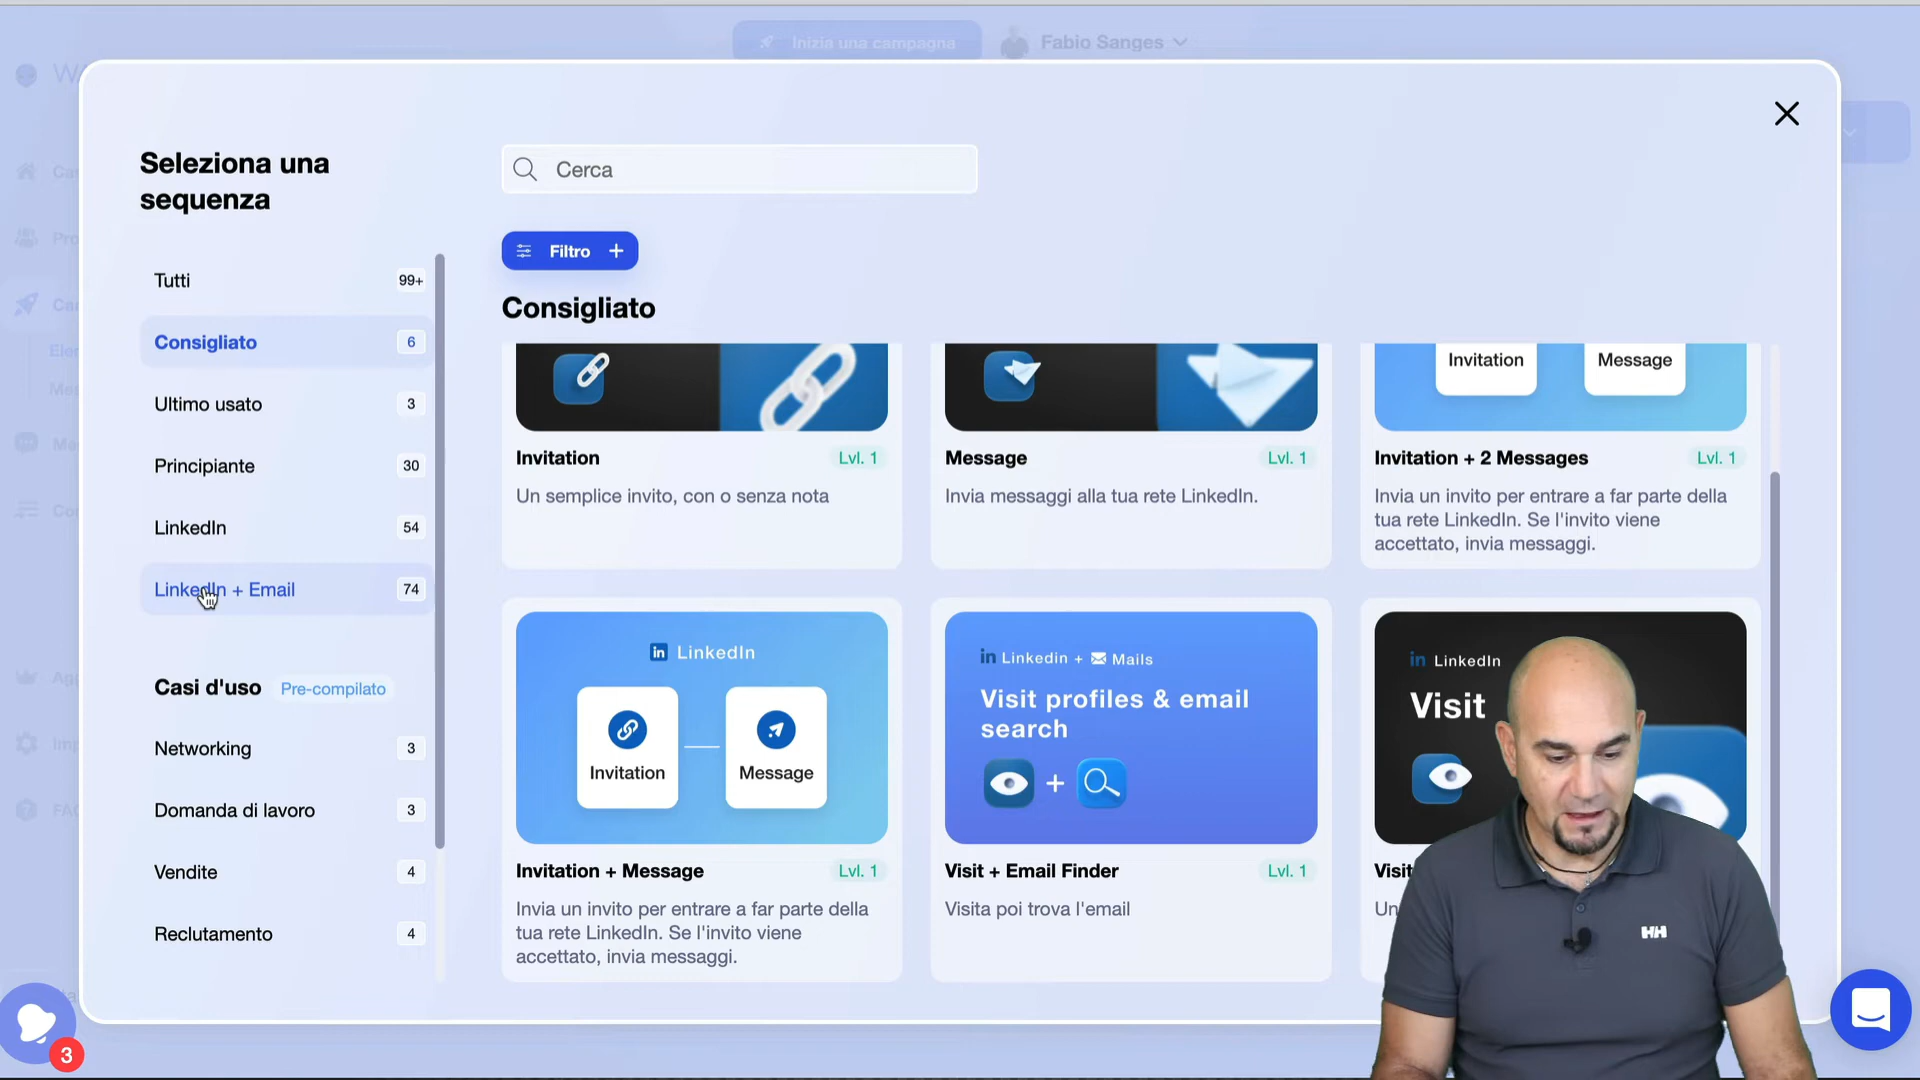 Inizia una campagna
Fabio Sanges
Seleziona una
sequenza
Cerca
Filtro
Tutti 99+
Consigliato 6
Ultimo usato 3
Principiante 30
LinkedIn 54
LinkedIn + Email 74
Casi d'uso Pre-compilato
Networking 3
Domanda di lavoro 3
Vendite 4
Reclutamento 4
Consigliato
Invitation Lvl. 1
Un semplice invito, con o senza nota
Message Lvl. 1
Invia messaggi alla tua rete LinkedIn.
Invitation Message
Invitation + 2 Messages Lvl. 1
Invia un invito per entrare a far parte della
tua rete LinkedIn. Se l'invito viene
accettato, invia messaggi.
in LinkedIn
Invitation Message
Invitation + Message Lvl. 1
Invia un invito per entrare a far parte della
tua rete LinkedIn. Se l'invito viene
accettato, invia messaggi.
in Linkedin + Mails
Visit profiles & email
search
Visit + Email Finder Lvl. 1
Visita poi trova l'email
in LinkedIn
Visit
Visit
Un
HH
3